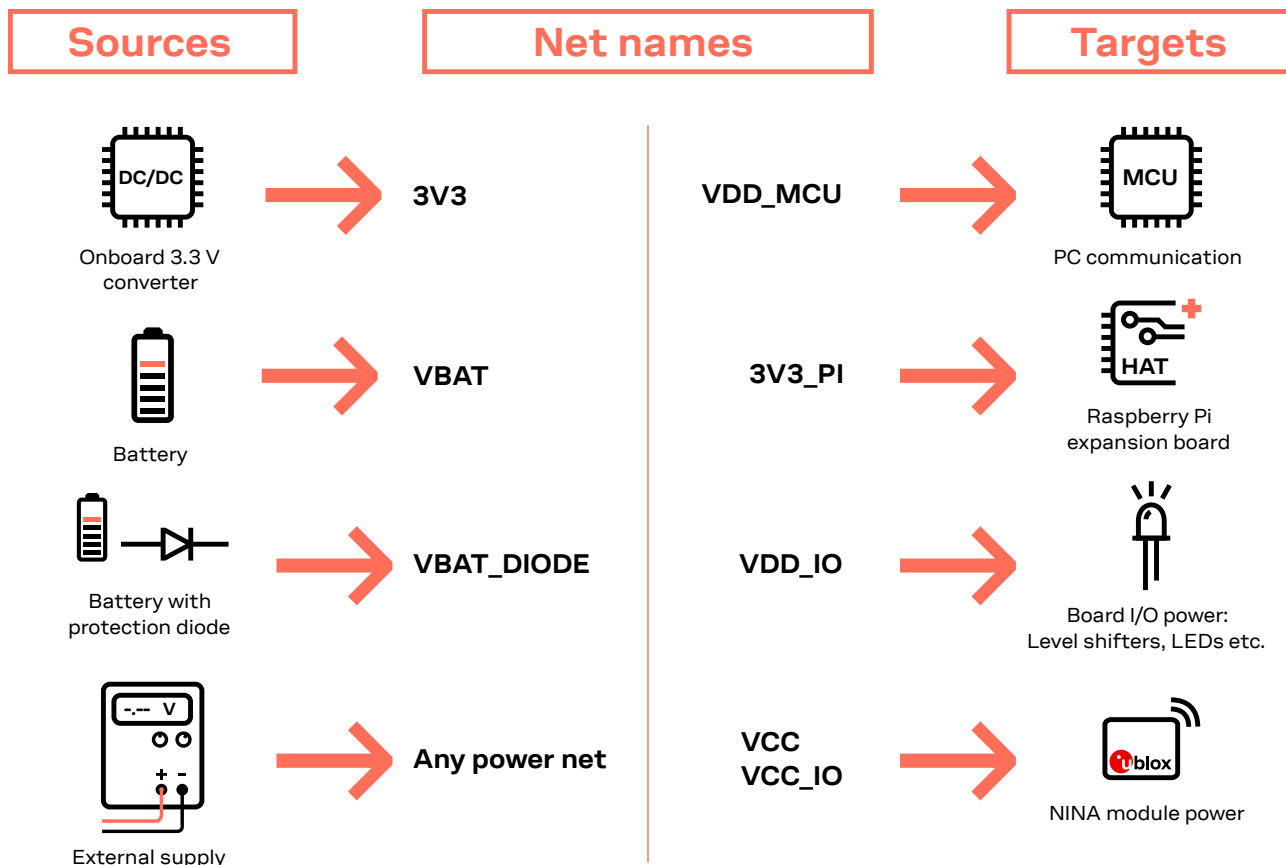 Sources
Net names
Targets
DC/DC
Onboard 3.3 V
converter
3V3
VDD_MCU
MCU
PC communication
Battery
VBAT
3V3_PI
HAT
Raspberry Pi
expansion board
Battery with
protection diode
VBAT_DIODE
VDD_IO
Board I/O power:
Level shifters, LEDs etc.
-.-- V
+ -
External supply
Any power net
VCC
VCC_IO
ublox
NINA module power